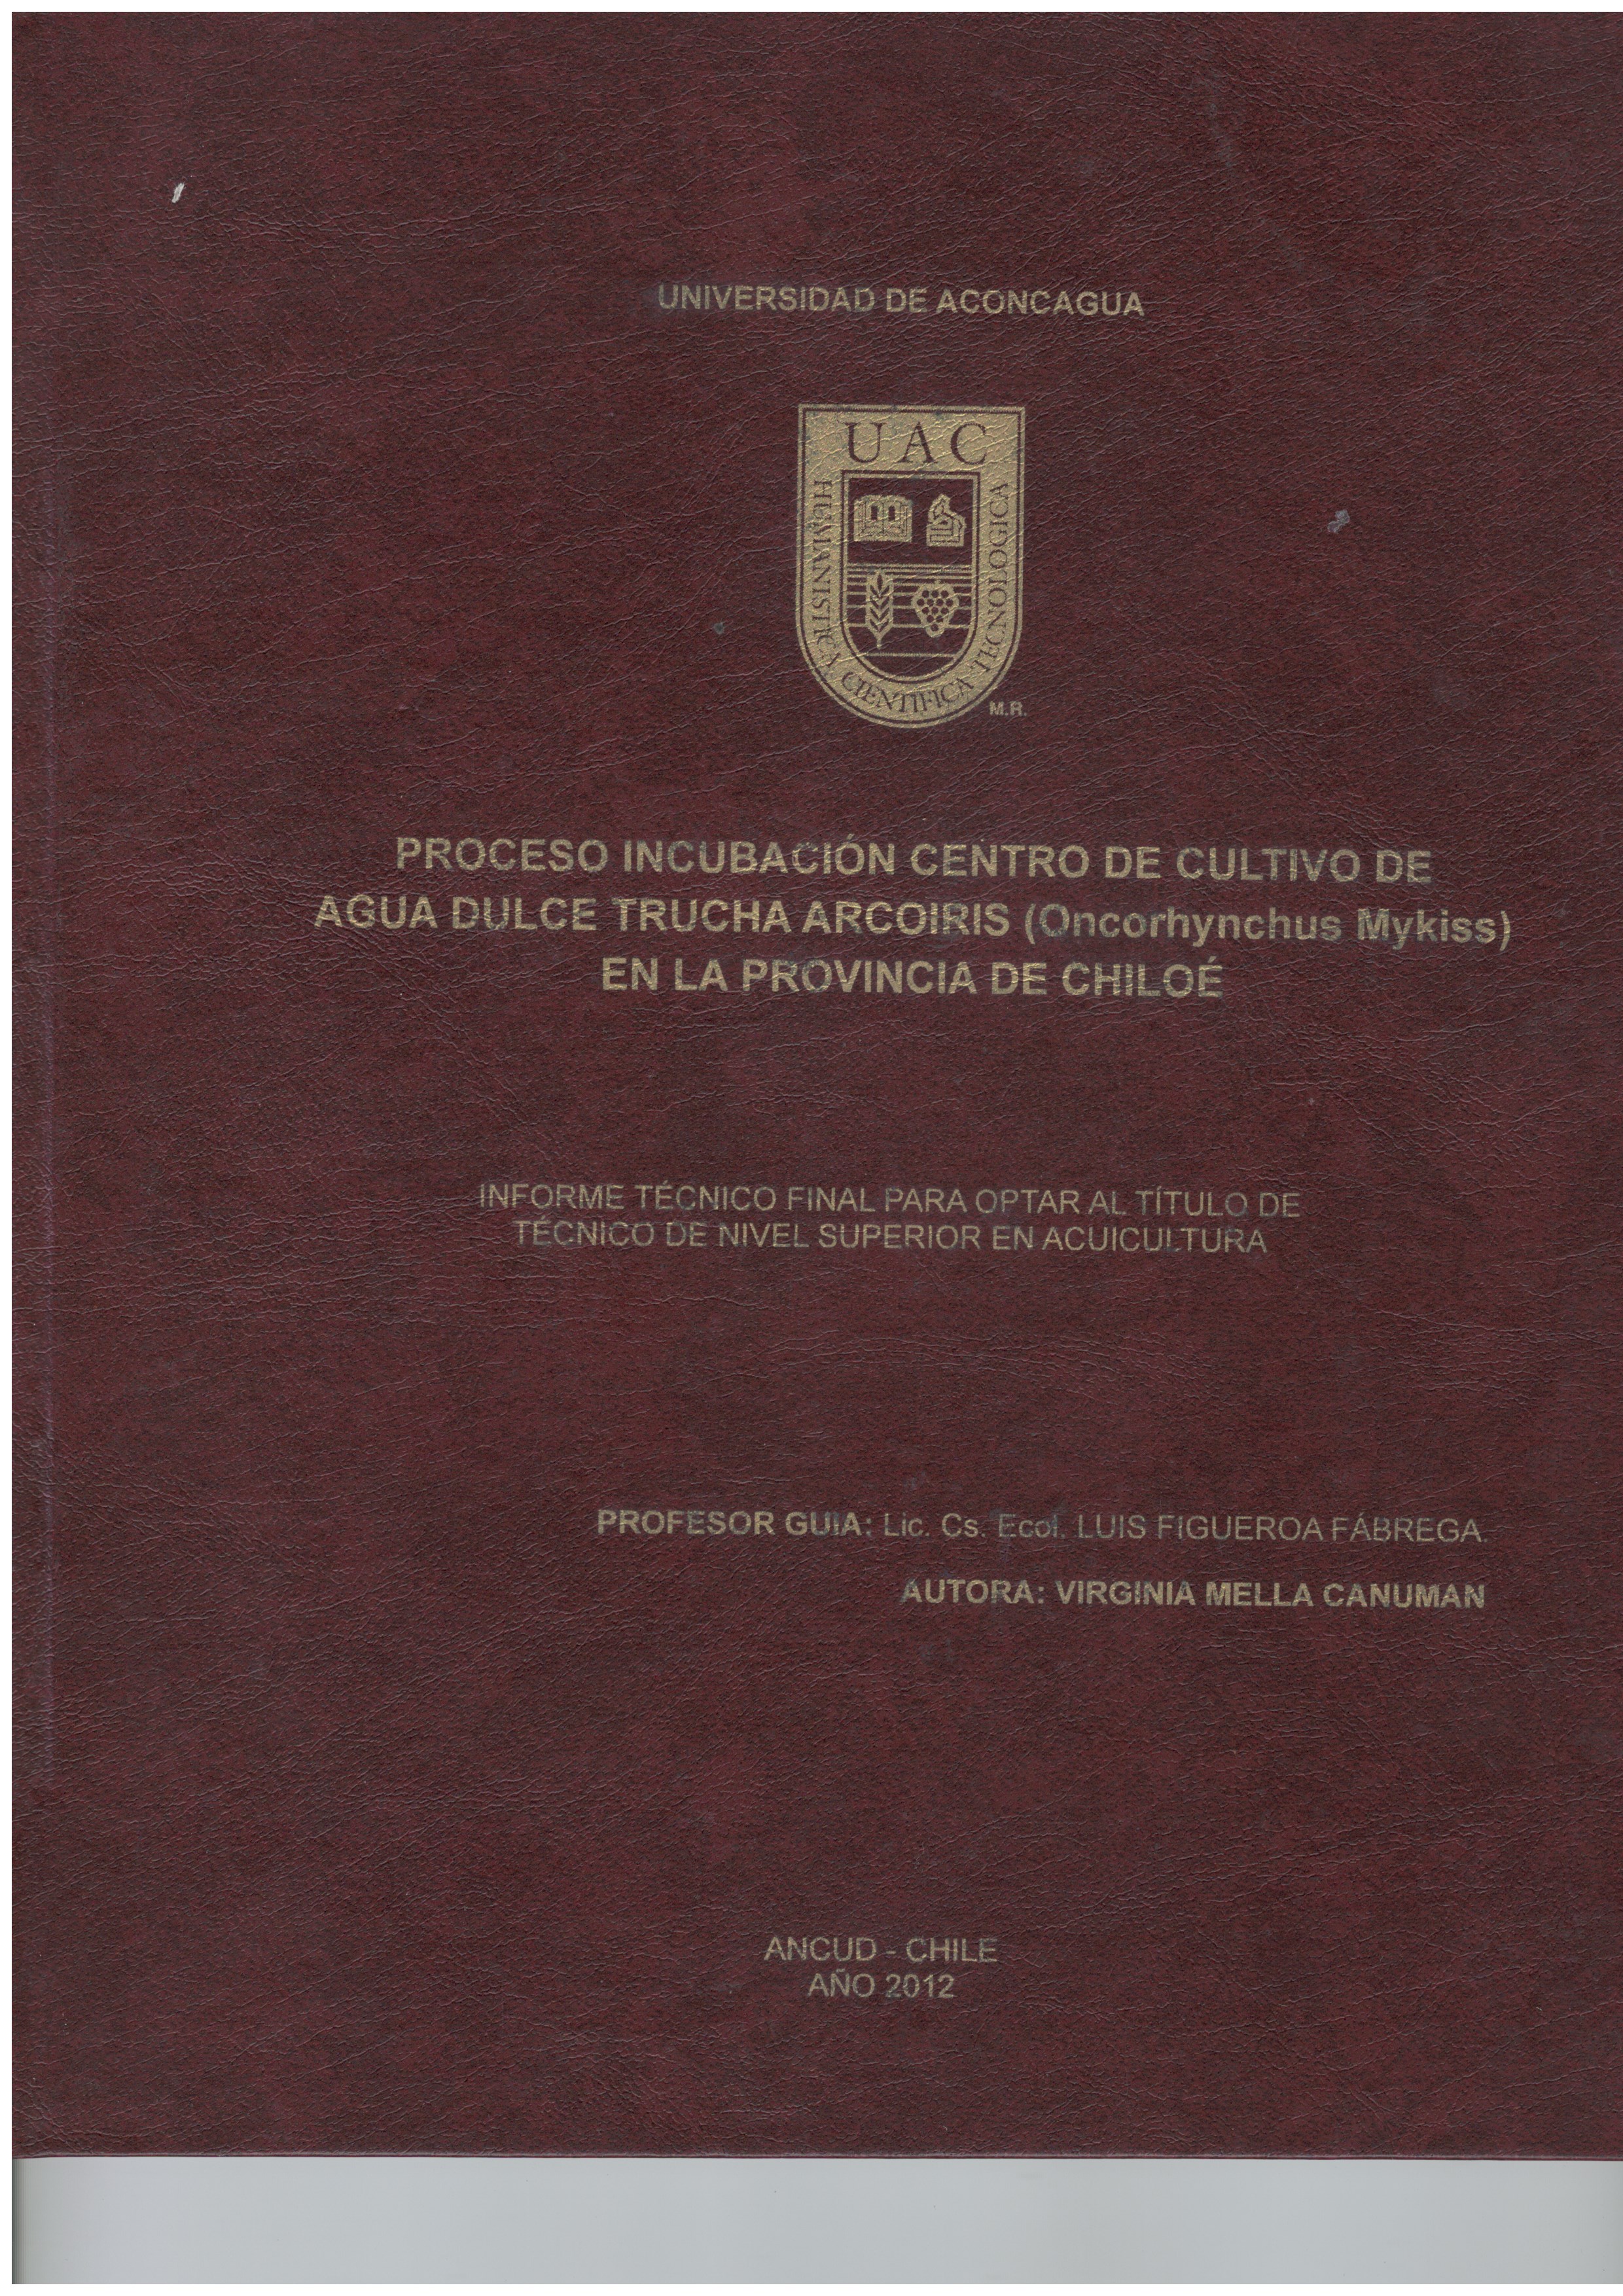 UNIVERSIDAD DE ACONCAGUA
UAC
HUMANISTICA CIENTIFICA TECNOLOGICA
M.R.
PROCESO INCUBACIÓN CENTRO DE CULTIVO DE
AGUA DULCE TRUCHA ARCOIRIS (Oncorhynchus Mykiss)
EN LA PROVINCIA DE CHILOÉ
INFORME TÉCNICO FINAL PARA OPTAR AL TÍTULO DE
TÉCNICO DE NIVEL SUPERIOR EN ACUICULTURA
PROFESOR GUIA: Lic. Cs. Ecol. LUIS FIGUEROA FÁBREGA.
AUTORA: VIRGINIA MELLA CANUMAN
ANCUD - CHILE
AÑO 2012